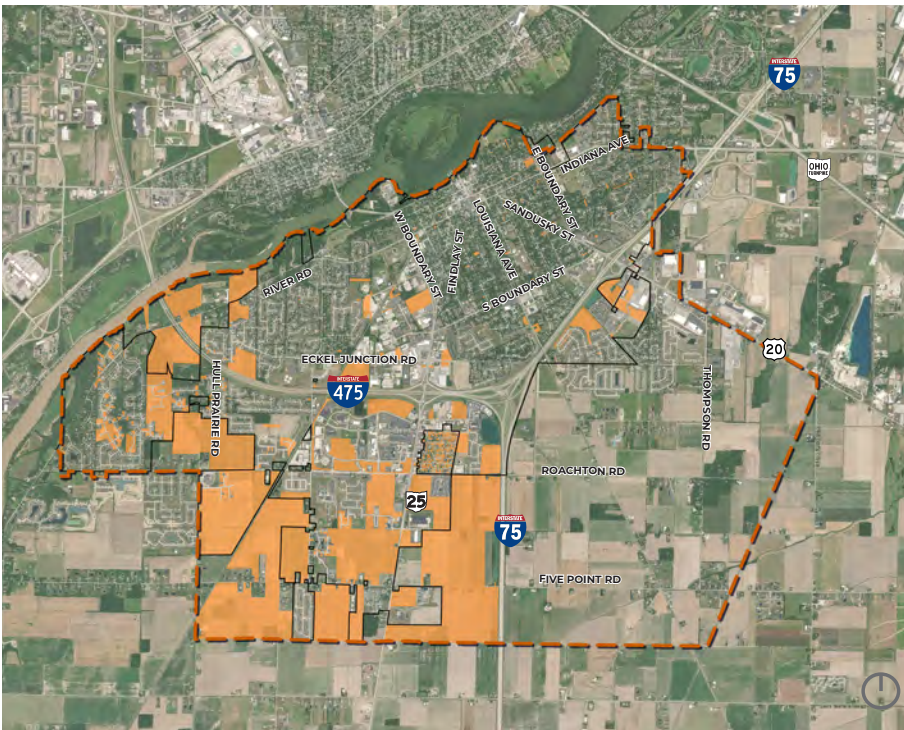 INTERSTATE
75
OHIO
TURNPIKE
INDIANA AVE
E BOUNDARY ST
SANDUSKY ST
LOUISIANA AVE
W BOUNDARY ST
FINDLAY ST
S BOUNDARY ST
RIVER RD
20
ECKEL JUNCTION RD
HULL PRAIRIE RD
INTERSTATE
475
THOMPSON RD
ROACHTON RD
25
INTERSTATE
75
FIVE POINT RD